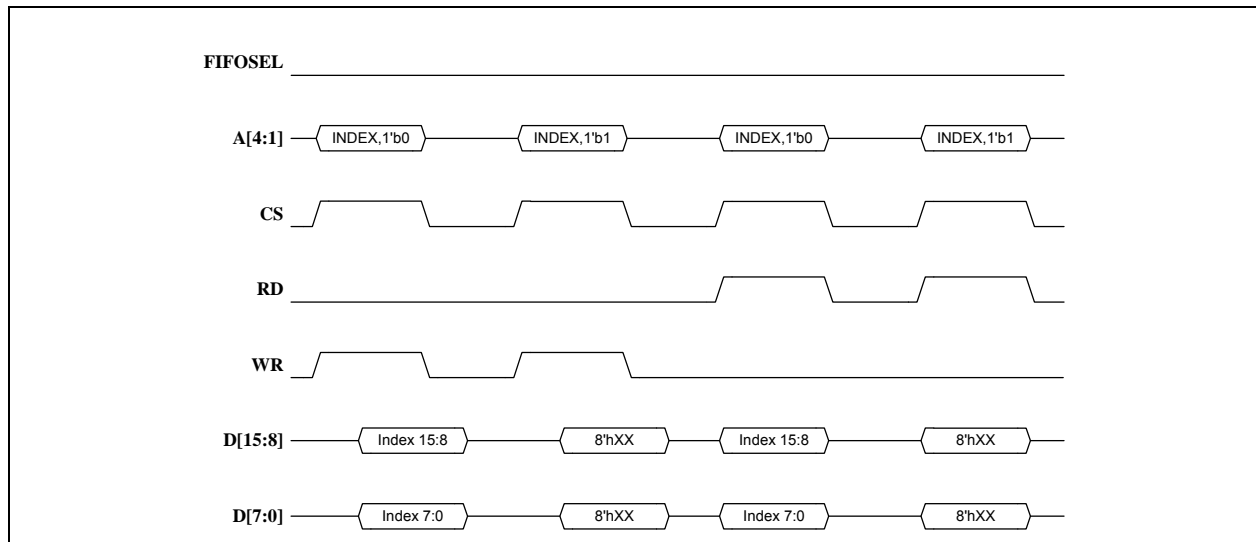 FIFOSEL
A[4:1] INDEX,1'b0 INDEX,1'b1 INDEX,1'b0 INDEX,1'b1
CS
RD
WR
D[15:8] Index 15:8 8'hXX Index 15:8 8'hXX
D[7:0] Index 7:0 8'hXX Index 7:0 8'hXX